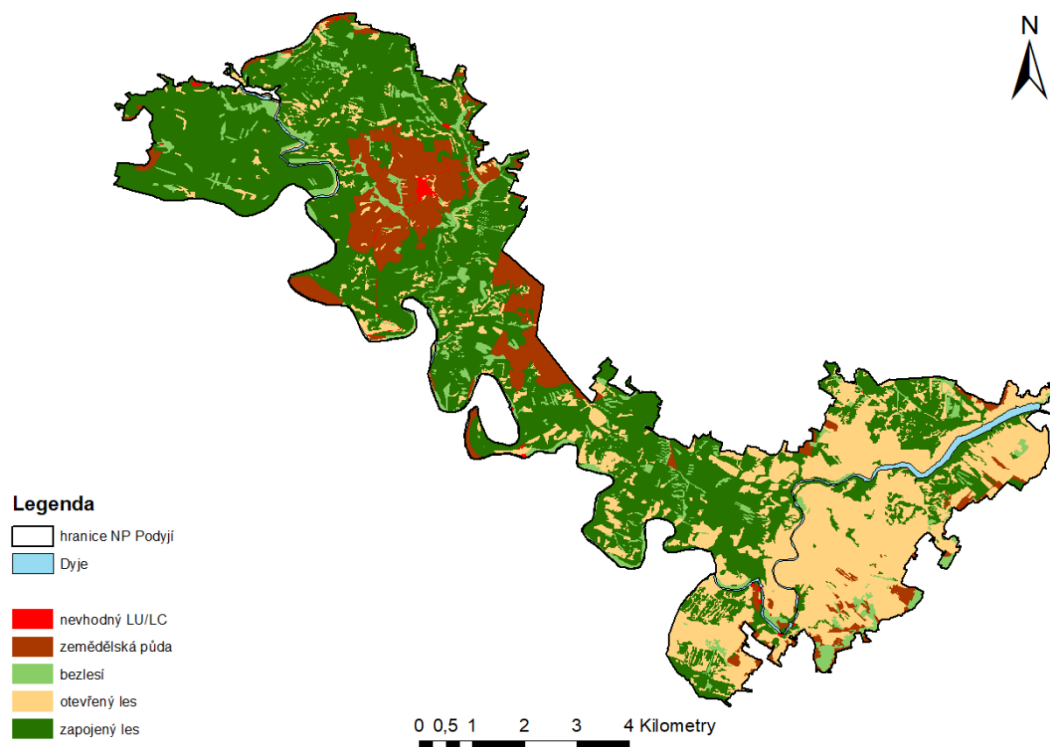 N
Legenda
hranice NP Podyjí
Dyje
nevhodný LU/LC
zemědělská půda
bezlesí
otevřený les
zapojený les
0 0,5 1 2 3 4 Kilometry